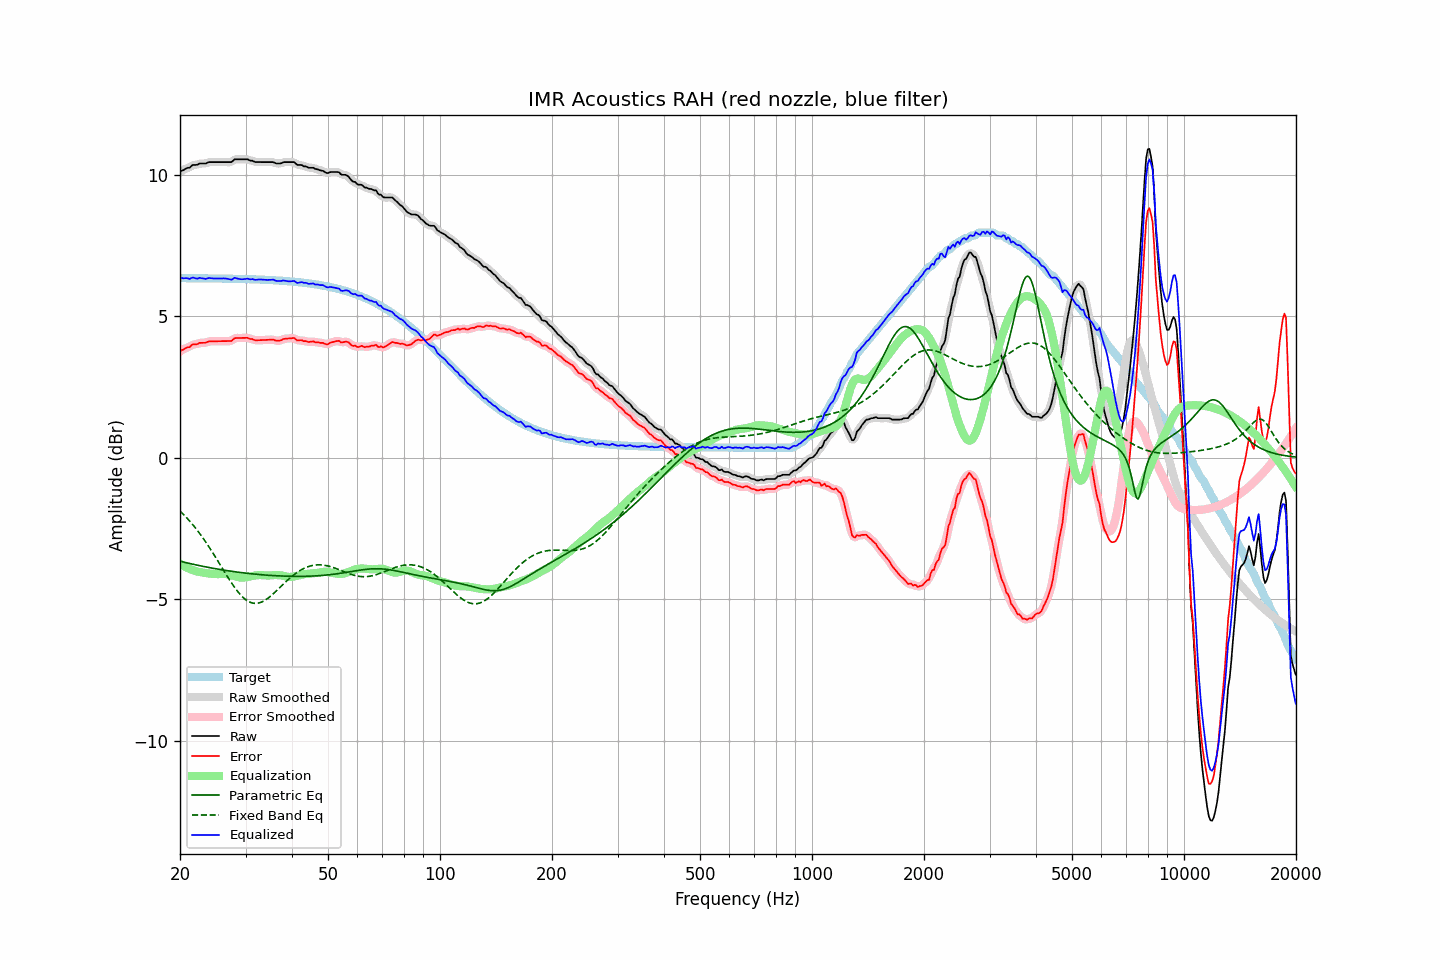 IMR Acoustics RAH (red nozzle, blue filter)
Amplitude (dBr)
10
5
0
−5
−10
Target
Raw Smoothed
Error Smoothed
Raw
Error
Equalization
Parametric Eq
Fixed Band Eq
Equalized
20 50 100 200 500 1000 2000 5000 10000 20000
Frequency (Hz)